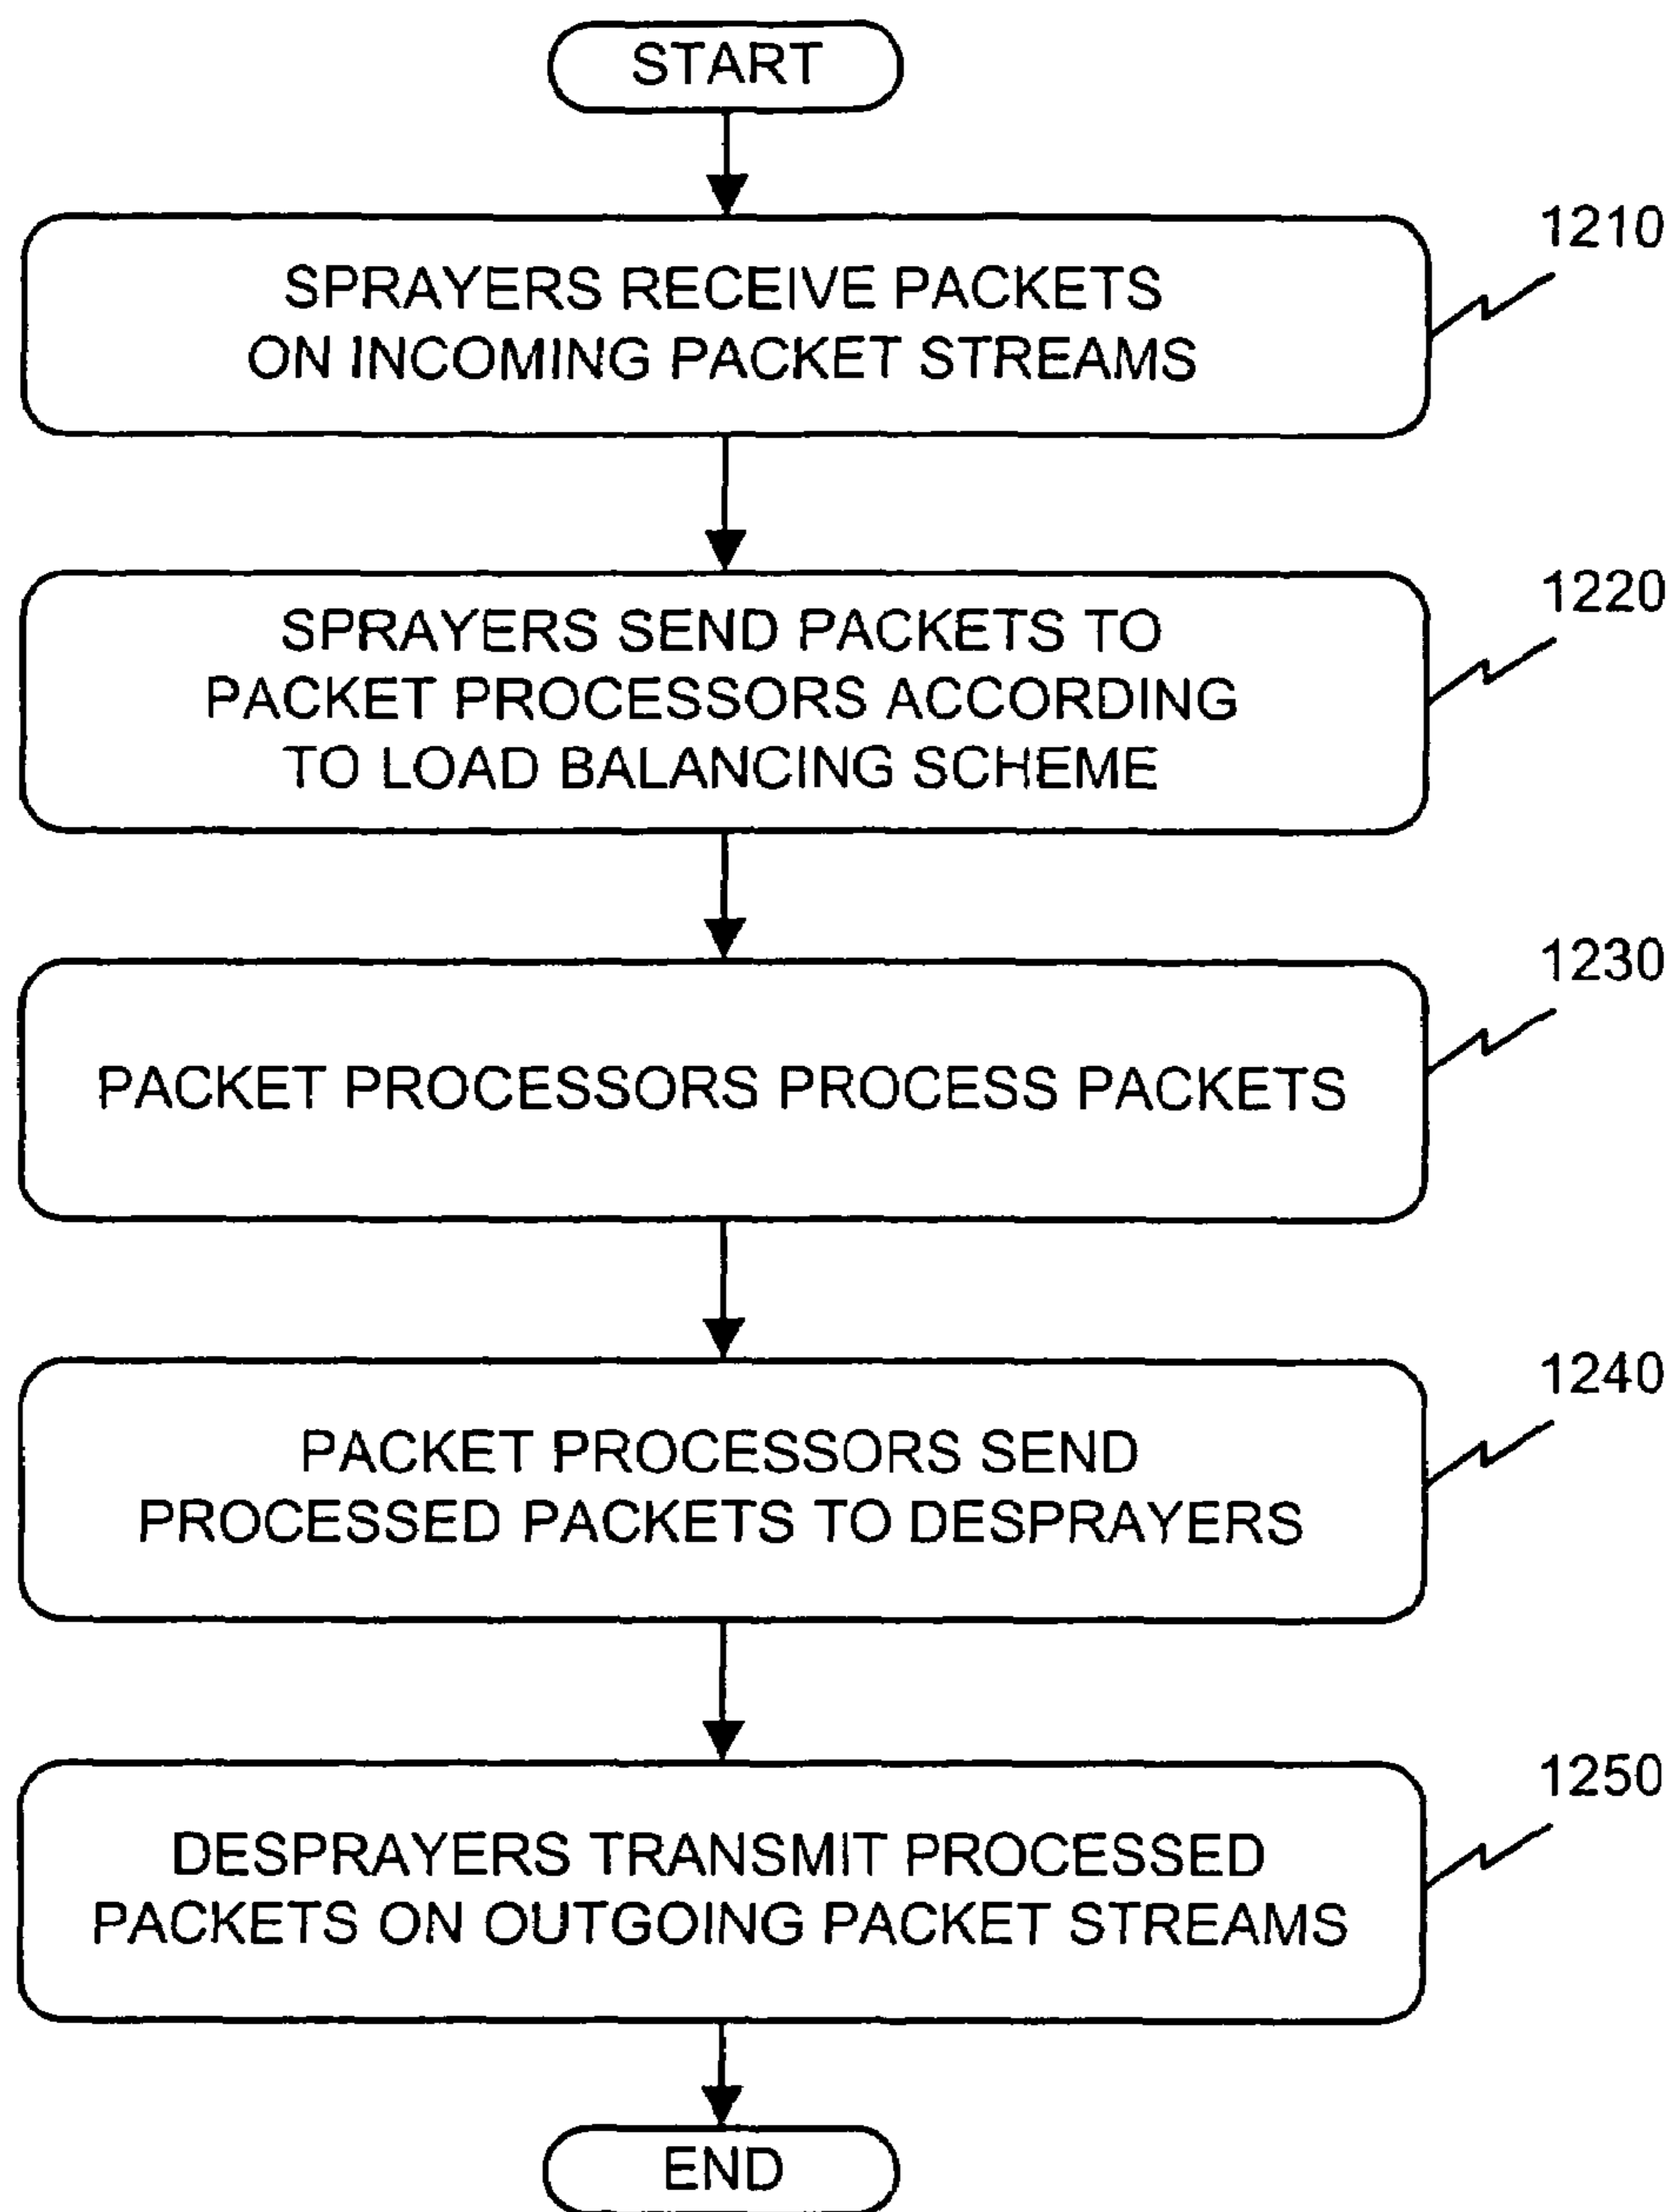 START
1210
SPRAYERS RECEIVE PACKETS
ON INCOMING PACKET STREAMS
1220
SPRAYERS SEND PACKETS TO
PACKET PROCESSORS ACCORDING
TO LOAD BALANCING SCHEME
1230
PACKET PROCESSORS PROCESS PACKETS
1240
PACKET PROCESSORS SEND
PROCESSED PACKETS TO DESPRAYERS
1250
DESPRAYERS TRANSMIT PROCESSED
PACKETS ON OUTGOING PACKET STREAMS
END